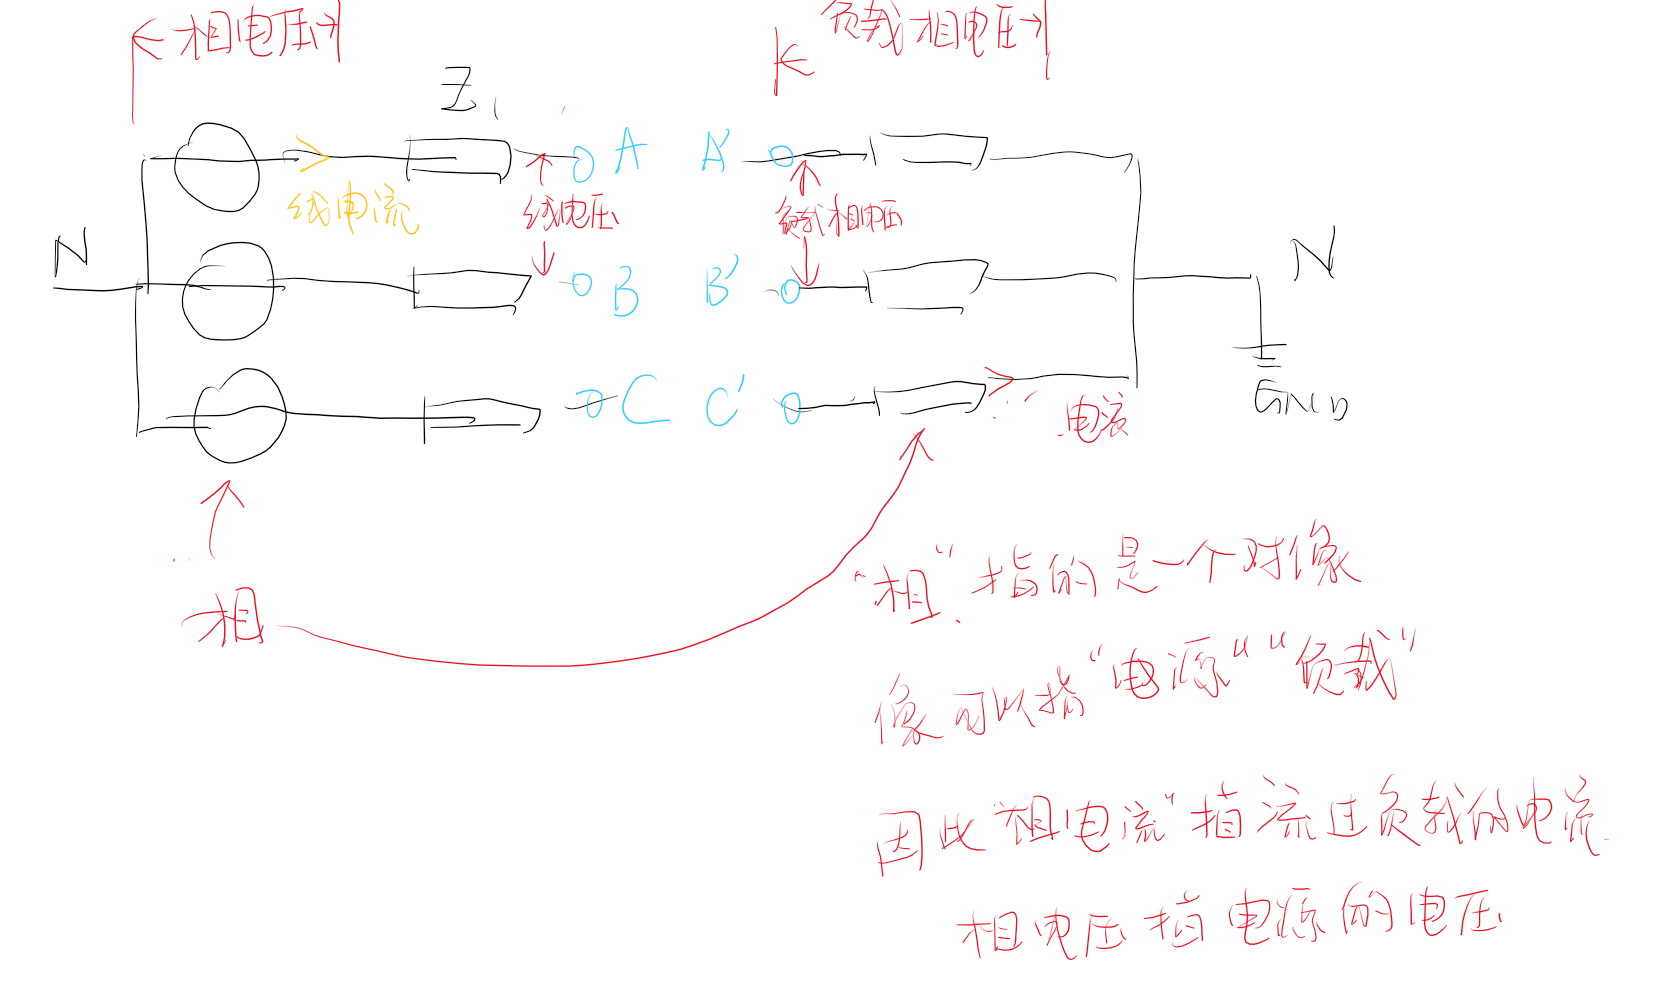 相电压
负载相电压
Z1
A A'
线电流
线电压
负载相电压
N
N
B B'
C C'
GND
电流
相
"相"指的是一个对像
像可以指"电源""负载"
因此"相电流"指流过负载的电流
相电压指电源的电压